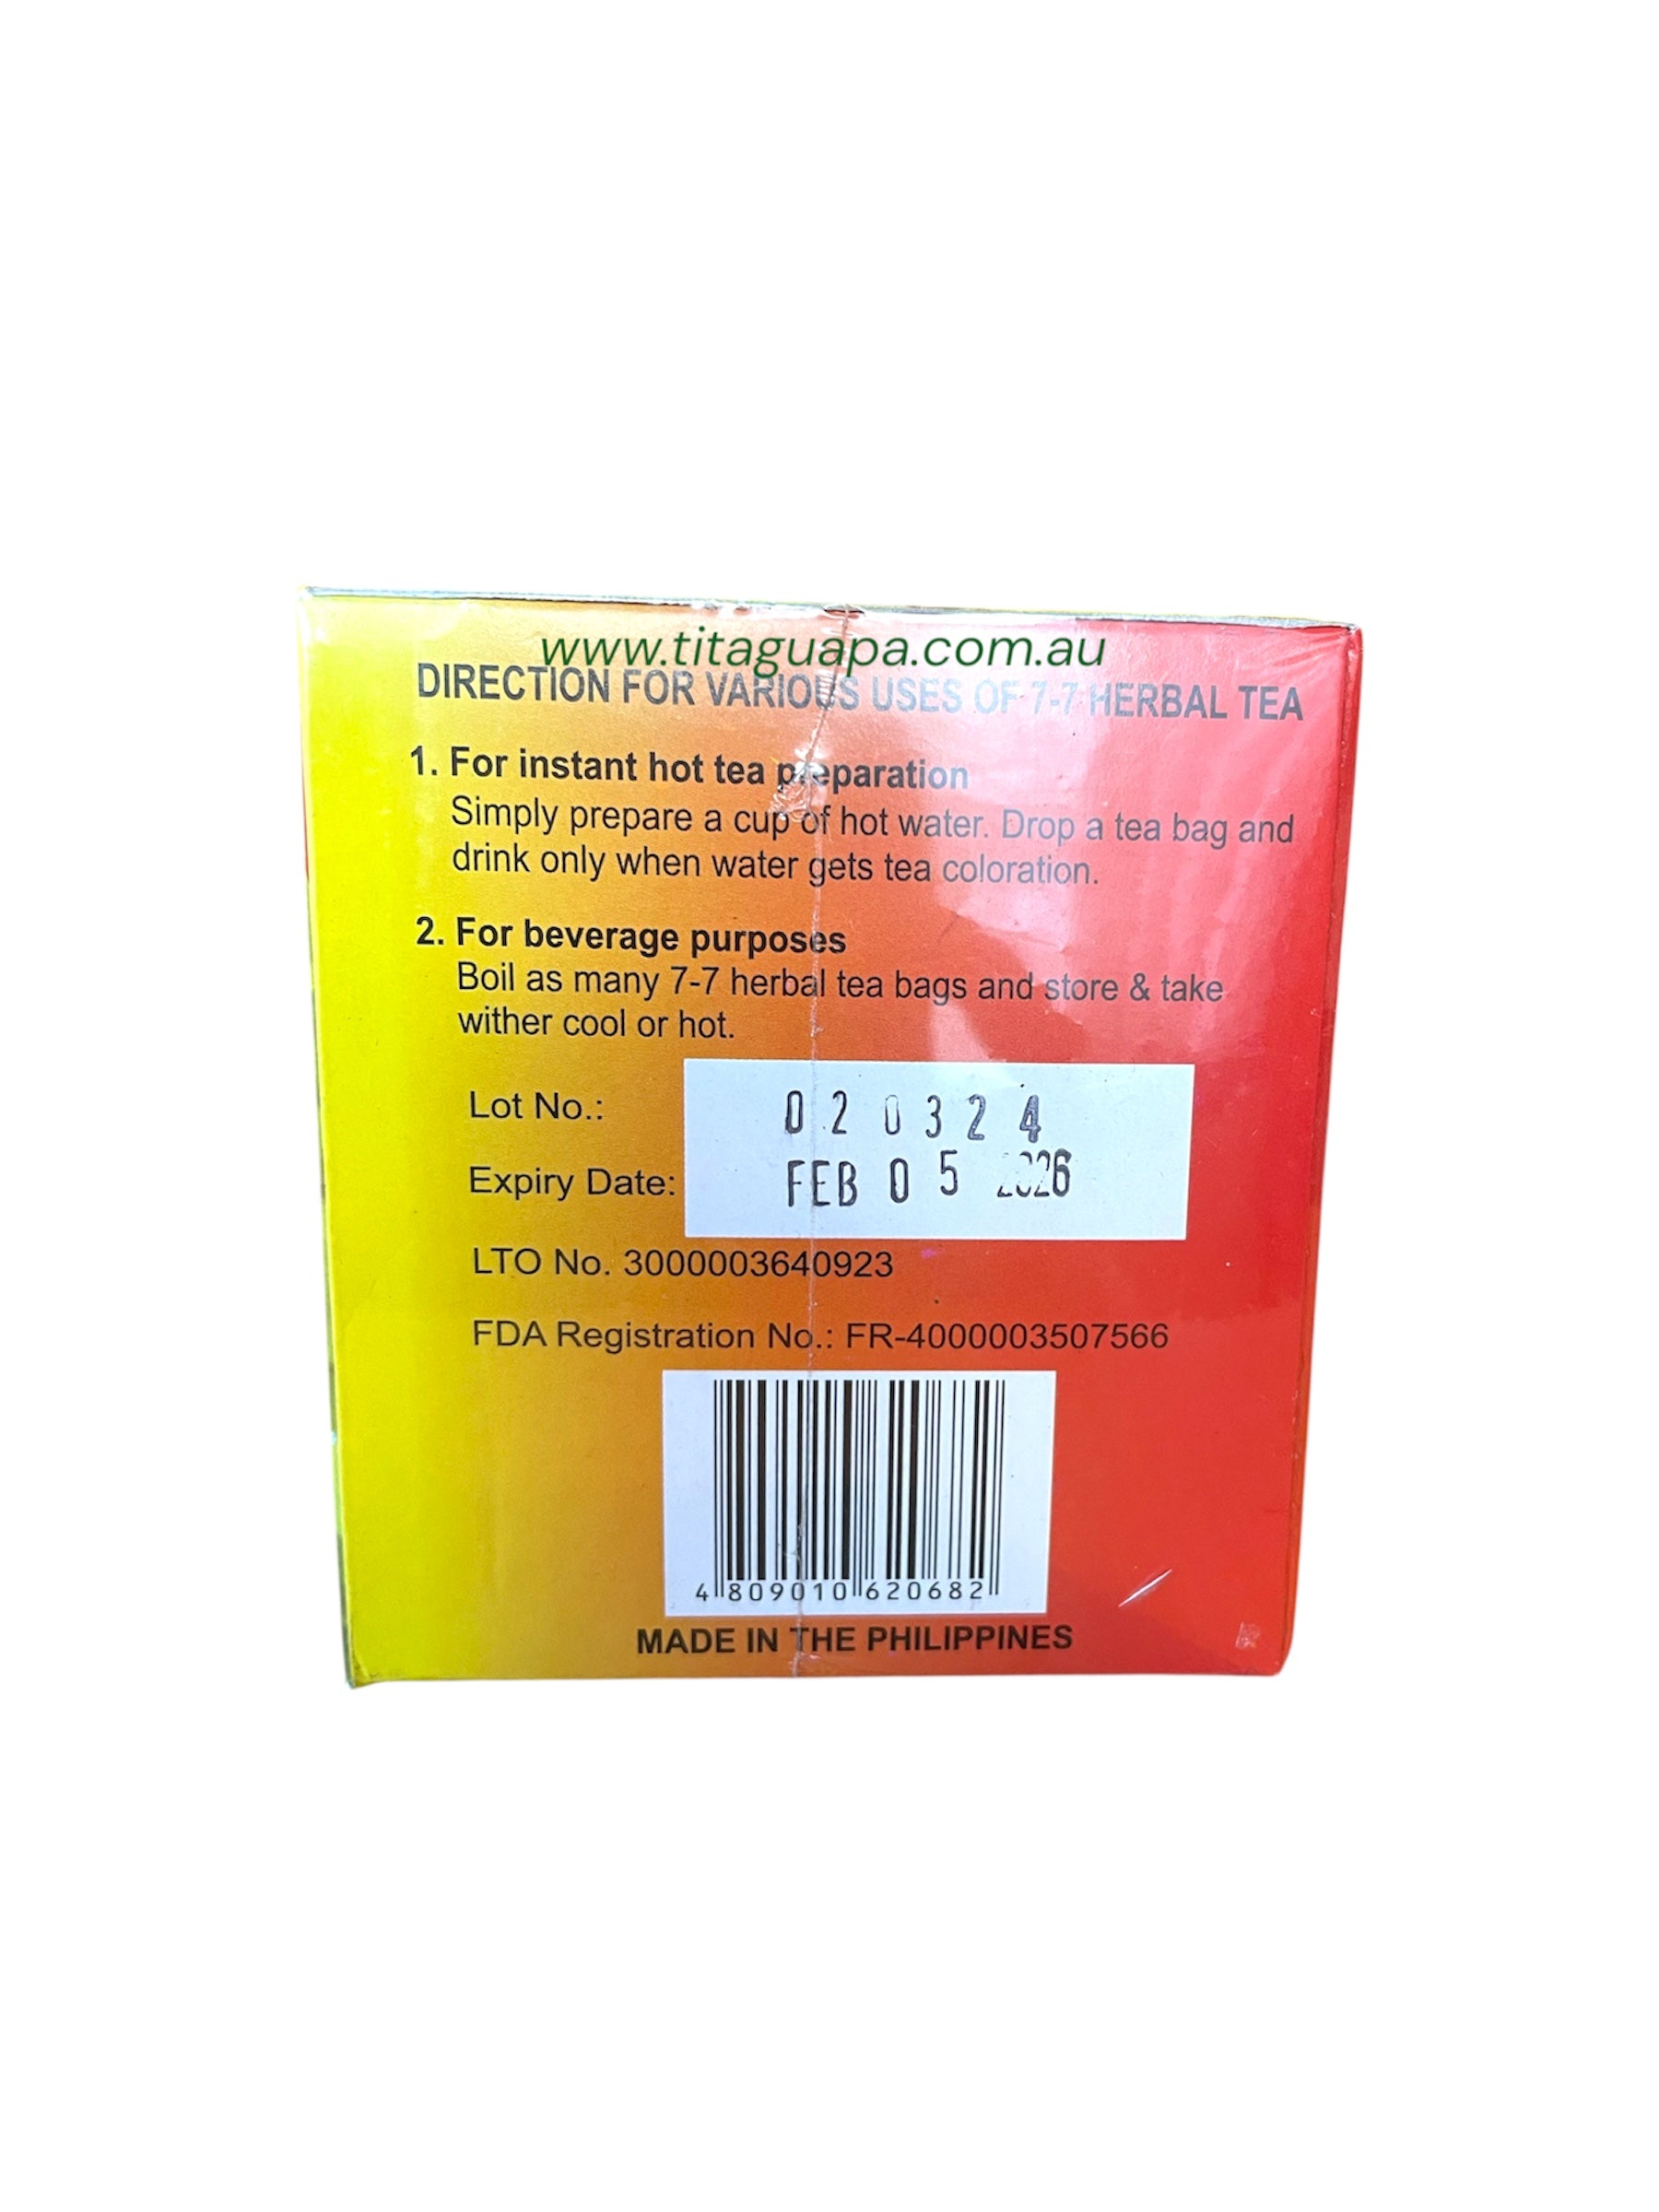 www.titaguapa.com.au
DIRECTION FOR VARIOUS USES OF 7-7 HERBAL TEA
1. For instant hot tea preparation
Simply prepare a cup of hot water. Drop a tea bag and
drink only when water gets tea coloration.
2. For beverage purposes
Boil as many 7-7 herbal tea bags and store & take
wither cool or hot.
Lot No.: 020324
Expiry Date: FEB 05 2026
LTO No. 3000003640923
FDA Registration No.: FR-4000003507566
4 809010 620682
MADE IN THE PHILIPPINES